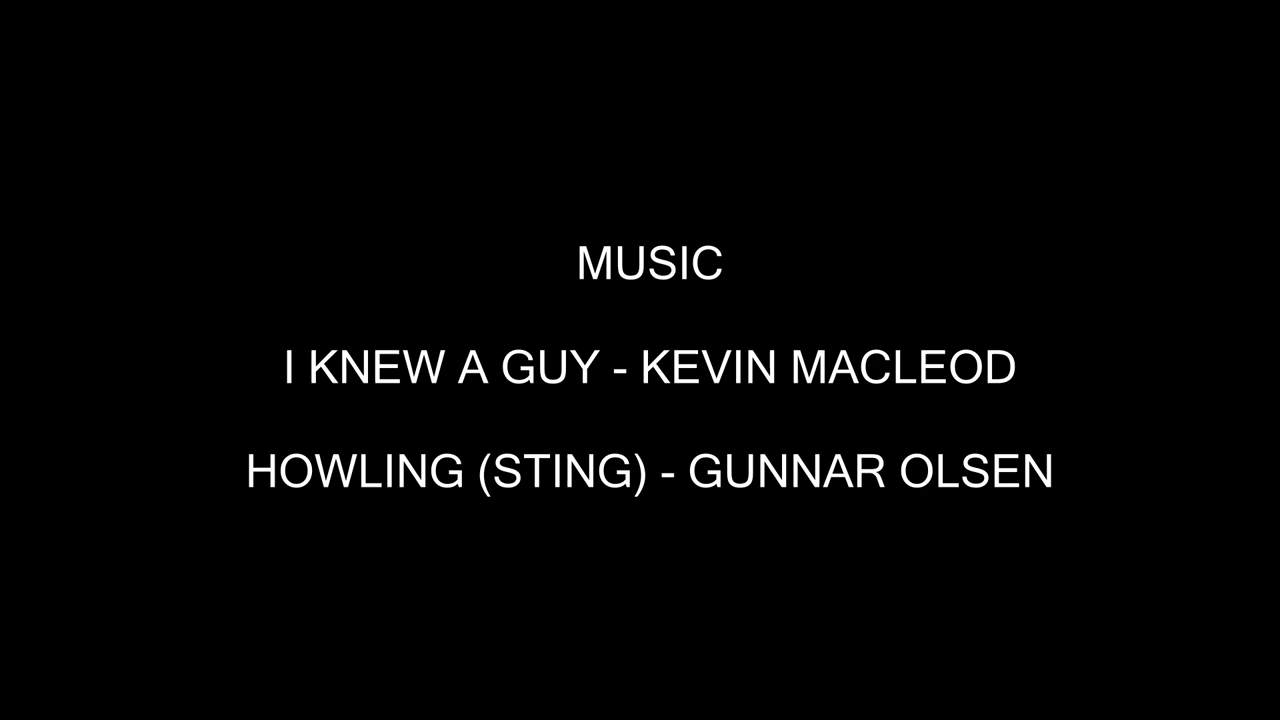 MUSIC
I KNEW A GUY - KEVIN MACLEOD
HOWLING (STING) - GUNNAR OLSEN